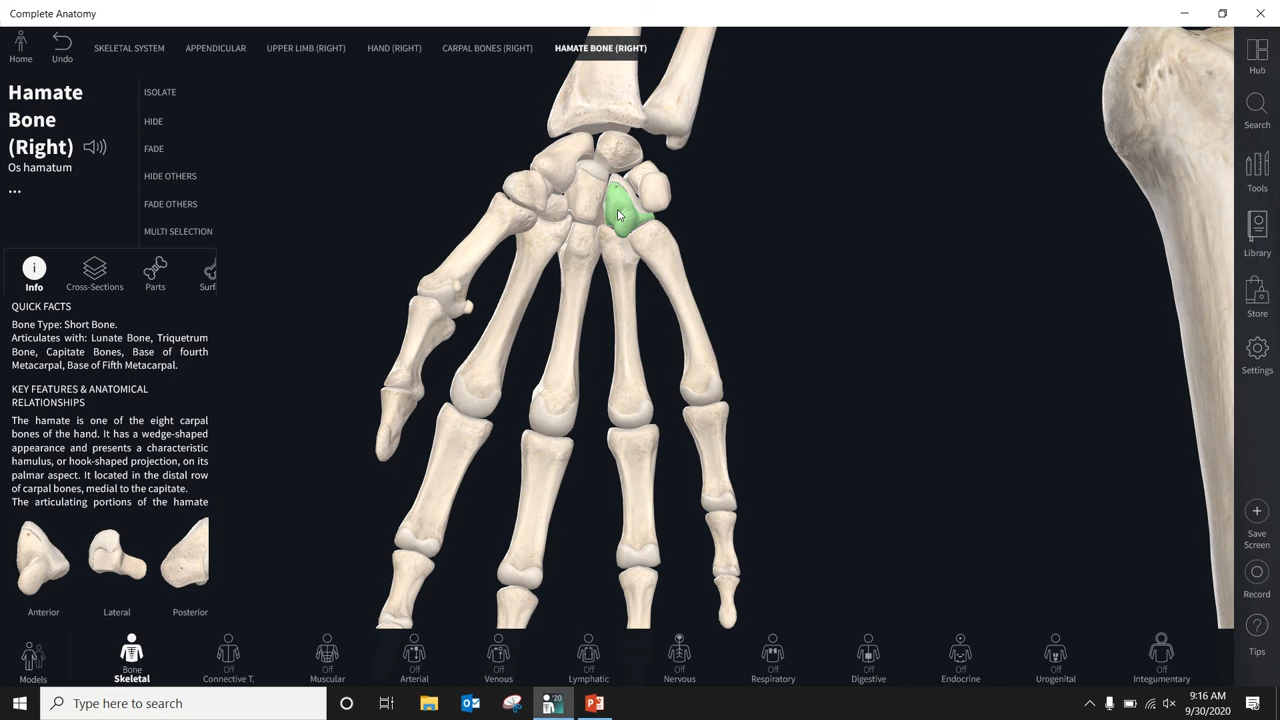 Complete Anatomy
Home
Undo
SKELETAL SYSTEM
APPENDICULAR
UPPER LIMB (RIGHT)
HAND (RIGHT)
CARPAL BONES (RIGHT)
HAMATE BONE (RIGHT)
Hamate
Bone
(Right)
Os hamatum
...
ISOLATE
HIDE
FADE
HIDE OTHERS
FADE OTHERS
MULTI SELECTION
Info
Cross-Sections
Parts
Surf
QUICK FACTS
Bone Type: Short Bone.
Articulates with: Lunate Bone, Triquetrum
Bone, Capitate Bones, Base of fourth
Metacarpal, Base of Fifth Metacarpal.
KEY FEATURES & ANATOMICAL
RELATIONSHIPS
The hamate is one of the eight carpal
bones of the hand. It has a wedge-shaped
appearance and presents a characteristic
hamulus, or hook-shaped projection, on its
palmar aspect. It located in the distal row
of carpal bones, medial to the capitate.
The articulating portions of the hamate
Anterior
Lateral
Posterior
Hub
Search
Tools
Library
Store
Settings
Save
Screen
Record
?
Tips
Models
Bone
Skeletal
Off
Connective T.
Off
Muscular
Off
Arterial
Off
Venous
Off
Lymphatic
Off
Nervous
Off
Respiratory
Off
Digestive
Off
Endocrine
Off
Urogenital
Off
Integumentary
Type here to search
'20
9:16 AM
9/30/2020